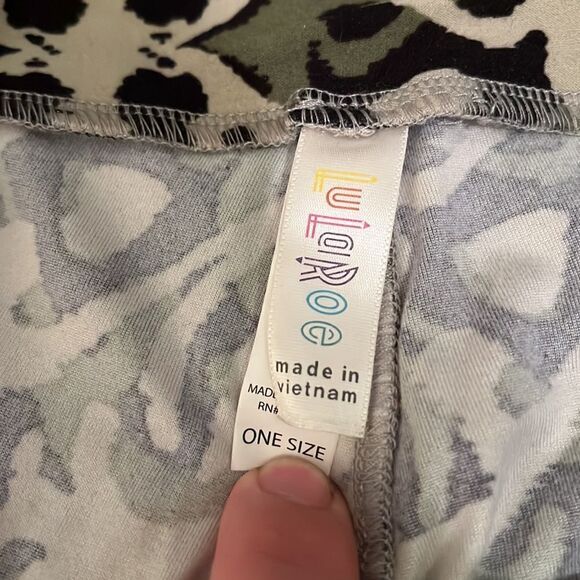 LuLaRoe
made in
vietnam
MADE
RN#
ONE SIZE